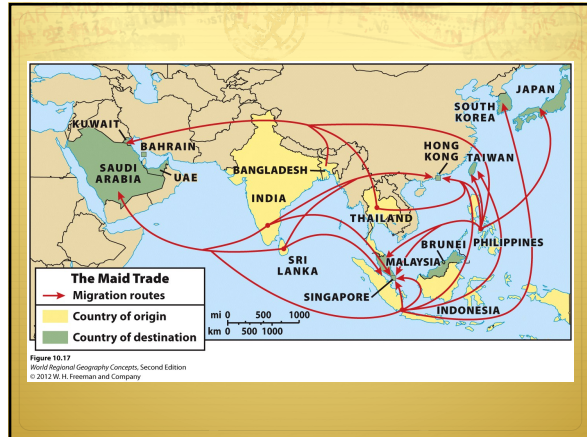 JAPAN
SOUTH
KOREA
KUWAIT
BAHRAIN
HONG
KONG
TAIWAN
SAUDI
ARABIA
UAE
BANGLADESH
INDIA
THAILAND
PHILIPPINES
BRUNEI
SRI
LANKA
MALAYSIA
SINGAPORE
INDONESIA
The Maid Trade
Migration routes
Country of origin
Country of destination
mi 0 500 1000
km 0 500 1000
Figure 10.17
World Regional Geography Concepts, Second Edition
© 2012 W. H. Freeman and Company